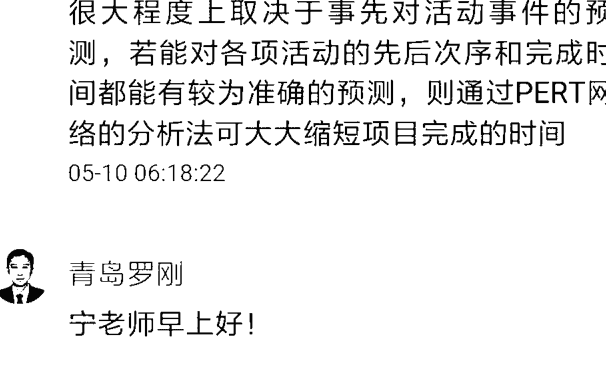 很大程度上取决于事先对活动事件的预
测，若能对各项活动的先后次序和完成时
间都能有较为准确的预测，则通过PERT网
络的分析法可大大缩短项目完成的时间
05-10 06:18:22
青岛罗刚
宁老师早上好！